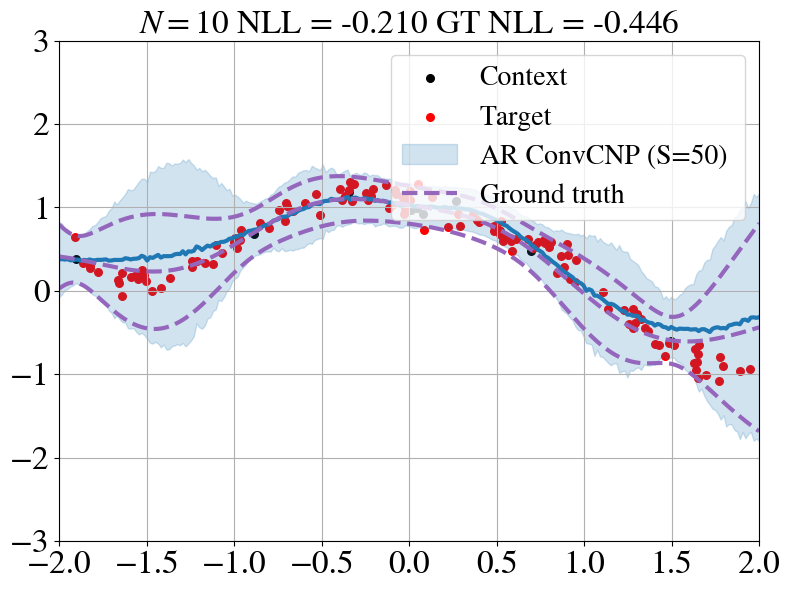 N = 10 NLL = -0.210 GT NLL = -0.446
3
2
1
0
−1
−2
−3
Context
Target
AR ConvCNP (S=50)
Ground truth
−2.0 −1.5 −1.0 −0.5 0.0 0.5 1.0 1.5 2.0